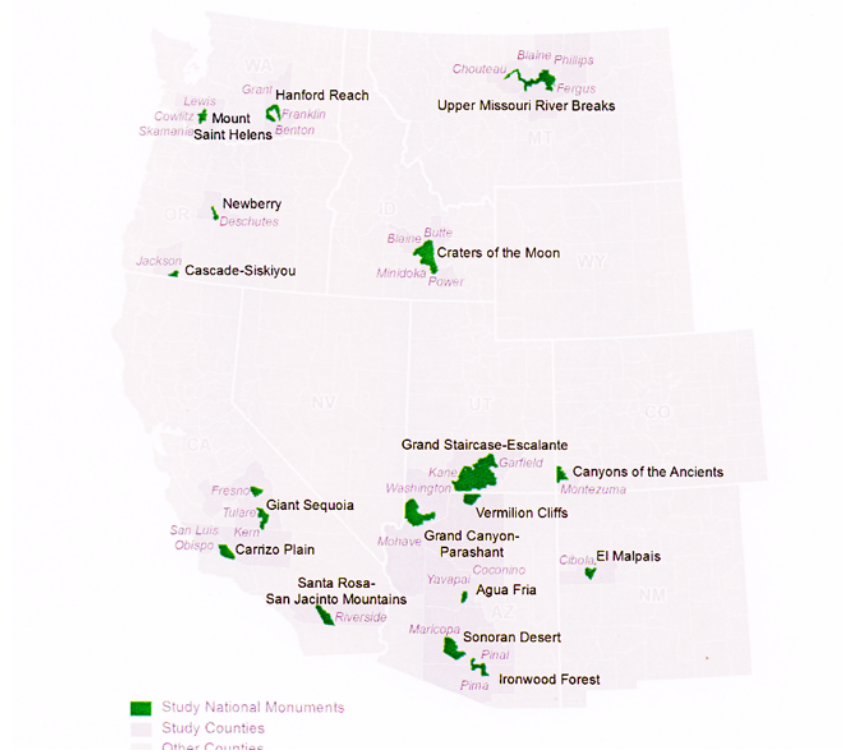 Blaine Phillips
Chouteau
WA
Grant
Fergus
Hanford Reach
Upper Missouri River Breaks
Lewis
Cowlitz
Mount
Franklin
Skamania
Saint Helens
Benton
MT
Newberry
OR
ID
Deschutes
Butte
Blaine
Craters of the Moon
WY
Jackson
Cascade-Siskiyou
Minidoka
Power
NV
UT
CO
CA
Grand Staircase-Escalante
Garfield
Kane
Canyons of the Ancients
Washington
Montezuma
Fresno
Giant Sequoia
Tulare
Vermilion Cliffs
San Luis
Obispo
Kern
Mohave
Grand Canyon-
Parashant
Carrizo Plain
Cibola
El Malpais
Coconino
Yavapai
Santa Rosa-
San Jacinto Mountains
Agua Fria
NM
AZ
Riverside
Maricopa
Sonoran Desert
Pinal
Ironwood Forest
Pima
Study National Monuments
Study Counties
Other Counties